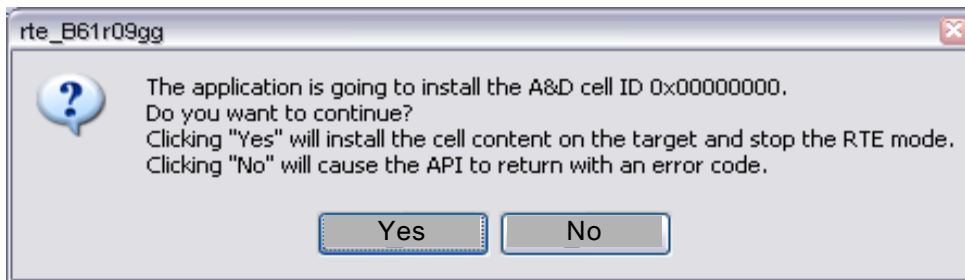 rte_B61r09gg
The application is going to install the A&D cell ID 0x00000000.
Do you want to continue?
Clicking "Yes" will install the cell content on the target and stop the RTE mode.
Clicking "No" will cause the API to return with an error code.
Yes No